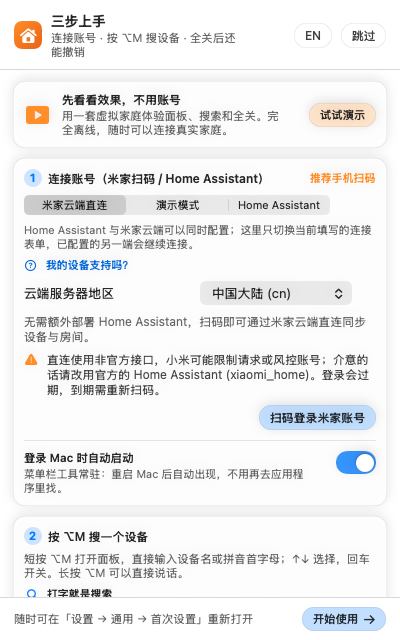 三步上手
连接账号 · 按 ⌥M 搜设备 · 全关后还
能撤销
EN
跳过
先看看效果，不用账号
用一套虚拟家庭体验面板、搜索和全关。完
全离线，随时可以连接真实家庭。
试试演示
1 连接账号（米家扫码 / Home Assistant）
推荐手机扫码
米家云端直连
演示模式
Home Assistant
Home Assistant 与米家云端可以同时配置；这里只切换当前填写的连接
表单，已配置的另一端会继续连接。
我的设备支持吗?
云端服务器地区
中国大陆 (cn)
无需额外部署 Home Assistant，扫码即可通过米家云端直连同步
设备与房间。
直连使用非官方接口，小米可能限制请求或风控账号；介意的
话请改用官方的 Home Assistant (xiaomi_home)。登录会过
期，到期需重新扫码。
扫码登录米家账号
登录 Mac 时自动启动
菜单栏工具常驻：重启 Mac 后自动出现，不用再去应用程
序里找。
2 按 ⌥M 搜一个设备
短按 ⌥M 打开面板，直接输入设备名或拼音首字母；↑↓ 选择，回车
开关。长按 ⌥M 可以直接说话。
打字就是搜索
随时可在「设置 → 通用 → 首次设置」重新打开
开始使用 →